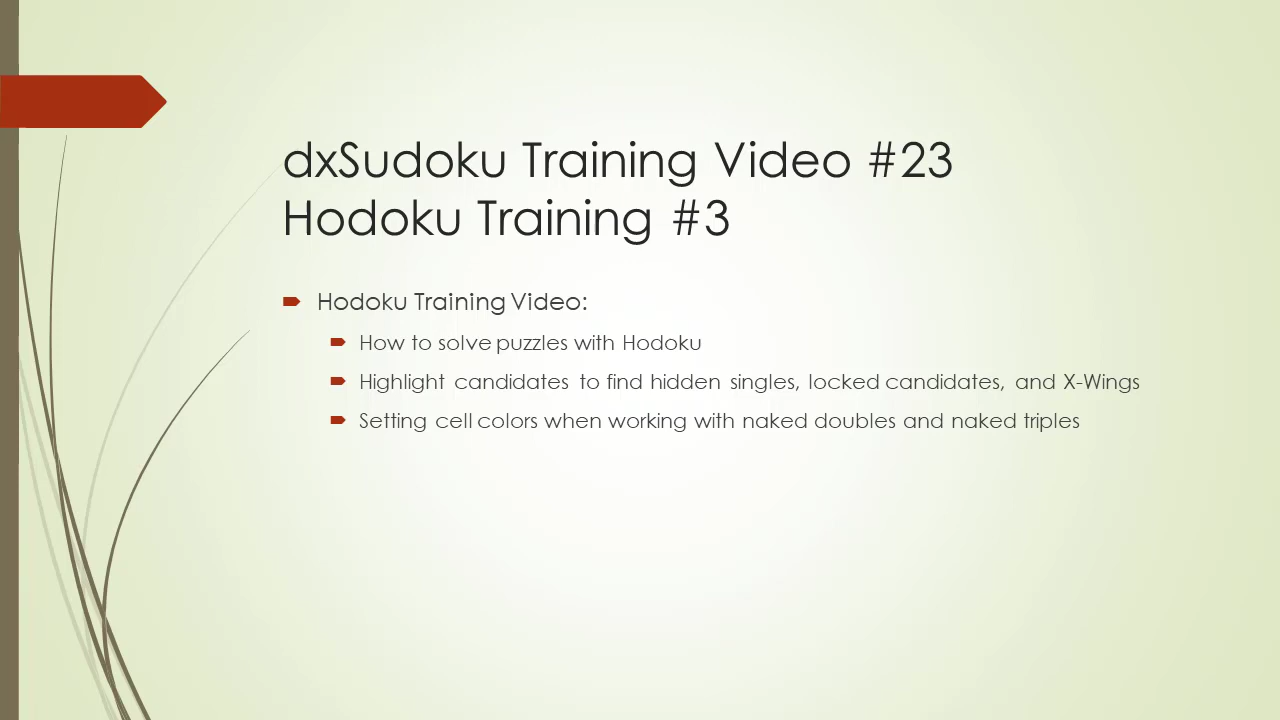 dxSudoku Training Video #23
Hodoku Training #3
Hodoku Training Video:
How to solve puzzles with Hodoku
Highlight candidates to find hidden singles, locked candidates, and X-Wings
Setting cell colors when working with naked doubles and naked triples